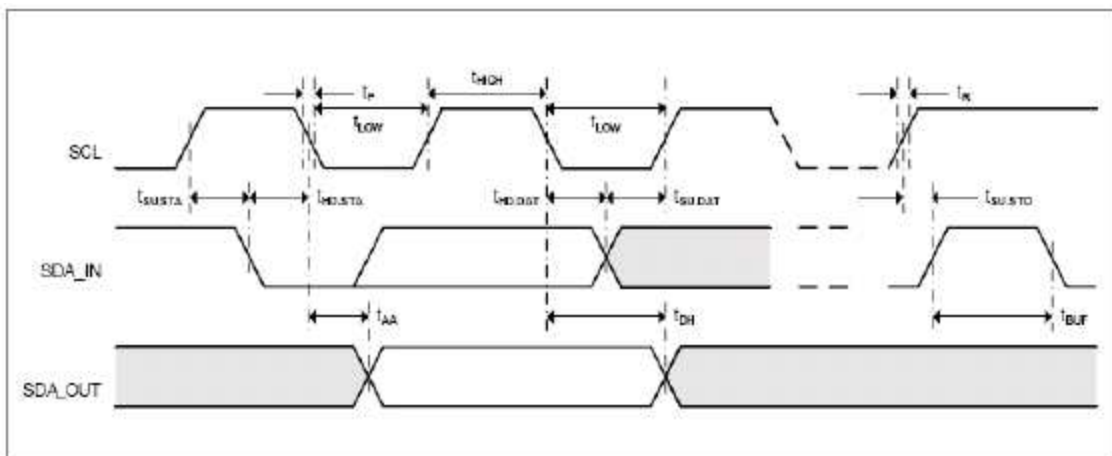 tHIGH
tF
tR
tLOW
tLOW
SCL
tSU.STA
tHD.STA
tHD.DAT
tSU.DAT
tSU.STO
SDA_IN
tAA
tDH
tBUF
SDA_OUT